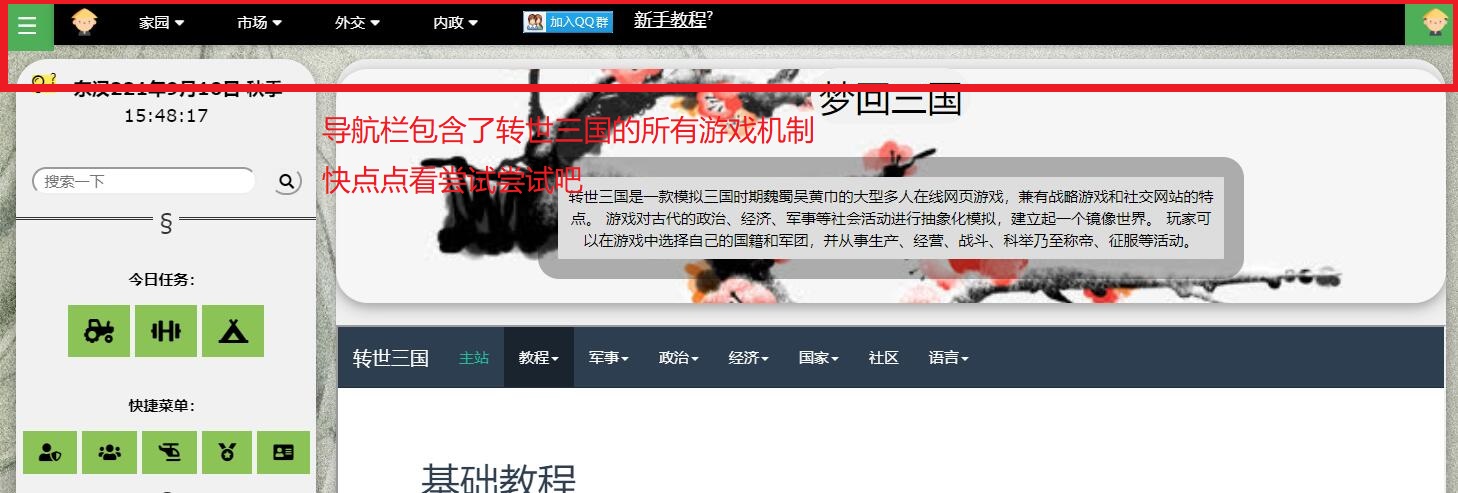 家园 市场 外交 内政 加入QQ群 新手教程?
东汉221年9月16日 秋季
15:48:17
搜索一下
§
今日任务:
快捷菜单:
梦回三国
导航栏包含了转世三国的所有游戏机制
快点点看尝试尝试吧
转世三国是一款模拟三国时期魏蜀吴黄巾的大型多人在线网页游戏，兼有战略游戏和社交网站的特
点。 游戏对古代的政治、经济、军事等社会活动进行抽象化模拟，建立起一个镜像世界。 玩家可
以在游戏中选择自己的国籍和军团，并从事生产、经营、战斗、科举乃至称帝、征服等活动。
转世三国 主站 教程 军事 政治 经济 国家 社区 语言
基础教程